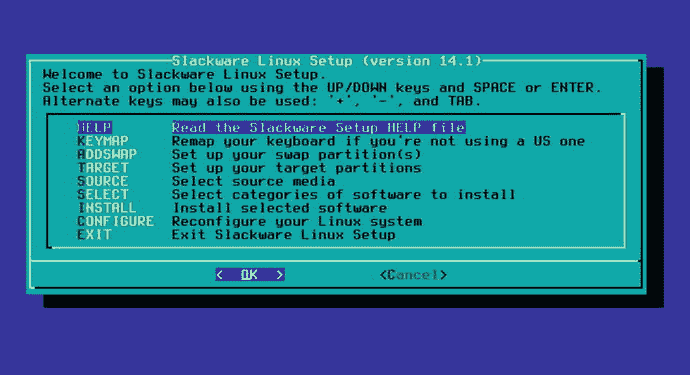 Slackware Linux Setup (version 14.1)
Welcome to Slackware Linux Setup.
Select an option below using the UP/DOWN keys and SPACE or ENTER.
Alternate keys may also be used: '+', '-', and TAB.
HELP Read the Slackware Setup HELP file
KEYMAP Remap your keyboard if you're not using a US one
ADDSWAP Set up your swap partition(s)
TARGET Set up your target partitions
SOURCE Select source media
SELECT Select categories of software to install
INSTALL Install selected software
CONFIGURE Reconfigure your Linux system
EXIT Exit Slackware Linux Setup
< OK > <Cancel>